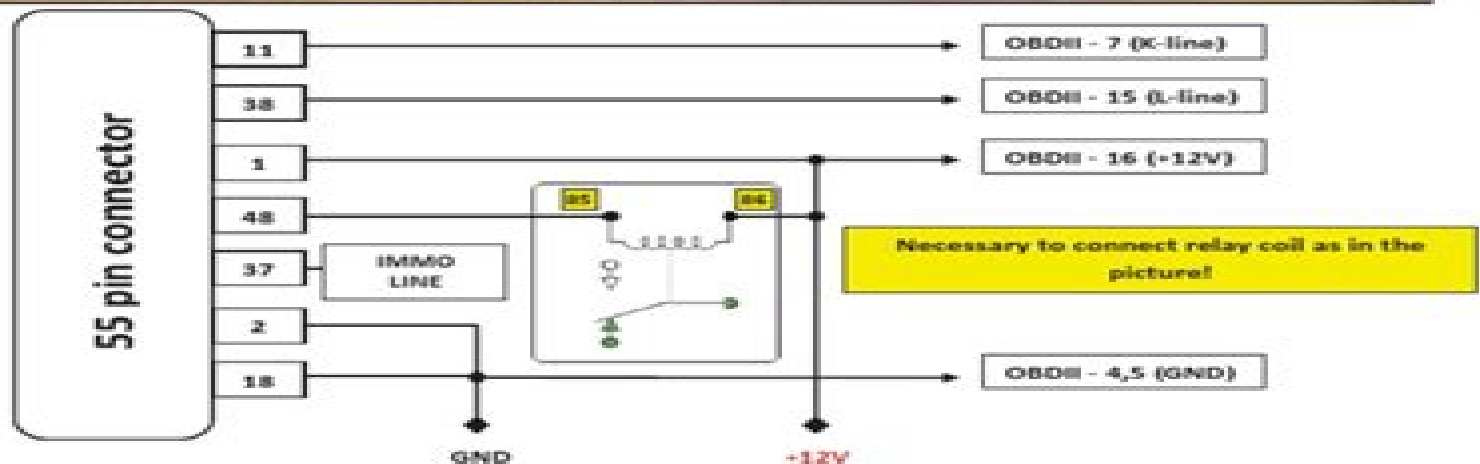 55 pin connector
11
38
1
48
37
2
18
IMMO
LINE
85
86
OBDII - 7 (K-line)
OBDII - 15 (L-line)
OBDII - 16 (+12V)
Necessary to connect relay coil as in the
picture!
OBDII - 4,5 (GND)
GND
+12V